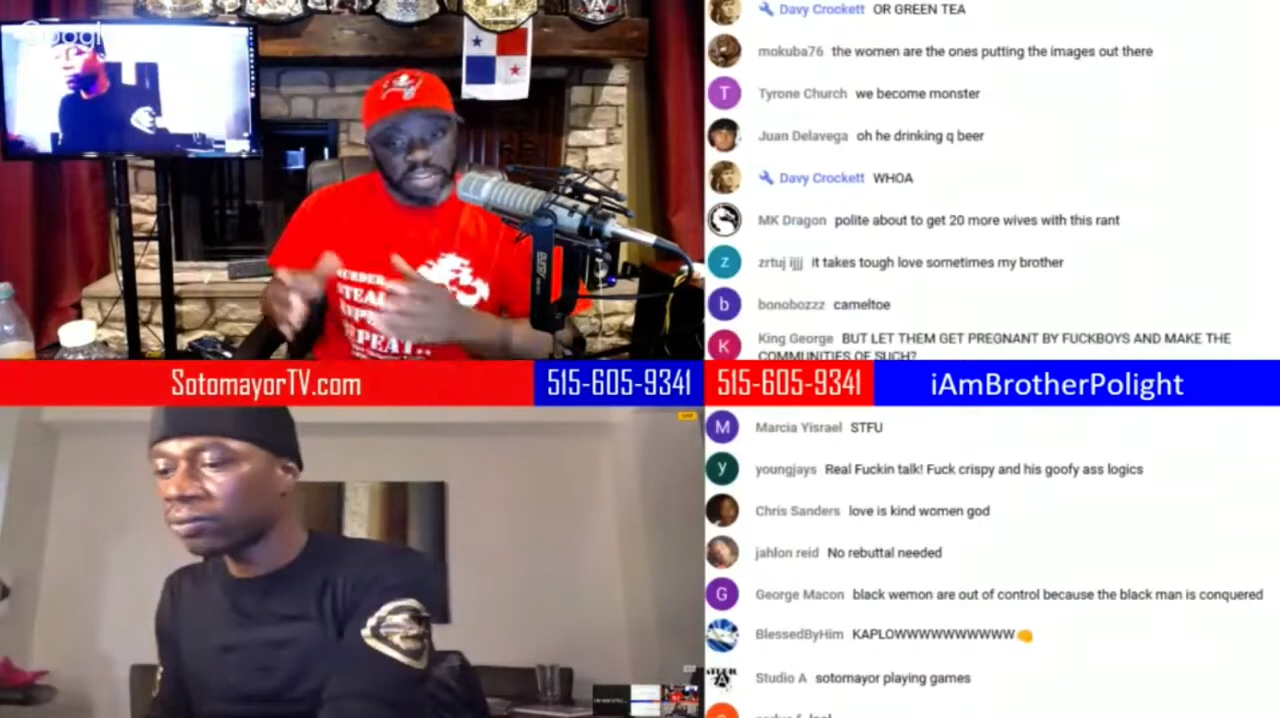 Google
MURDER
STEAL
REPEAT..
Davy Crockett OR GREEN TEA
mokuba76 the women are the ones putting the images out there
T Tyrone Church we become monster
Juan Delavega oh he drinking q beer
Davy Crockett WHOA
MK Dragon polite about to get 20 more wives with this rant
z zrtuj ijjj it takes tough love sometimes my brother
b bonobozzz cameltoe
K King George BUT LET THEM GET PREGNANT BY FUCKBOYS AND MAKE THE
COMMUNITIES OF SUCH?
SotomayorTV.com 515-605-9341 515-605-9341 iAmBrotherPolight
M Marcia Yisrael STFU
y youngjays Real Fuckin talk! Fuck crispy and his goofy ass logics
Chris Sanders love is kind women god
jahlon reid No rebuttal needed
G George Macon black wemon are out of control because the black man is conquered
BlessedByHim KAPLOWWWWWWWWWWW
Studio A sotomayor playing games